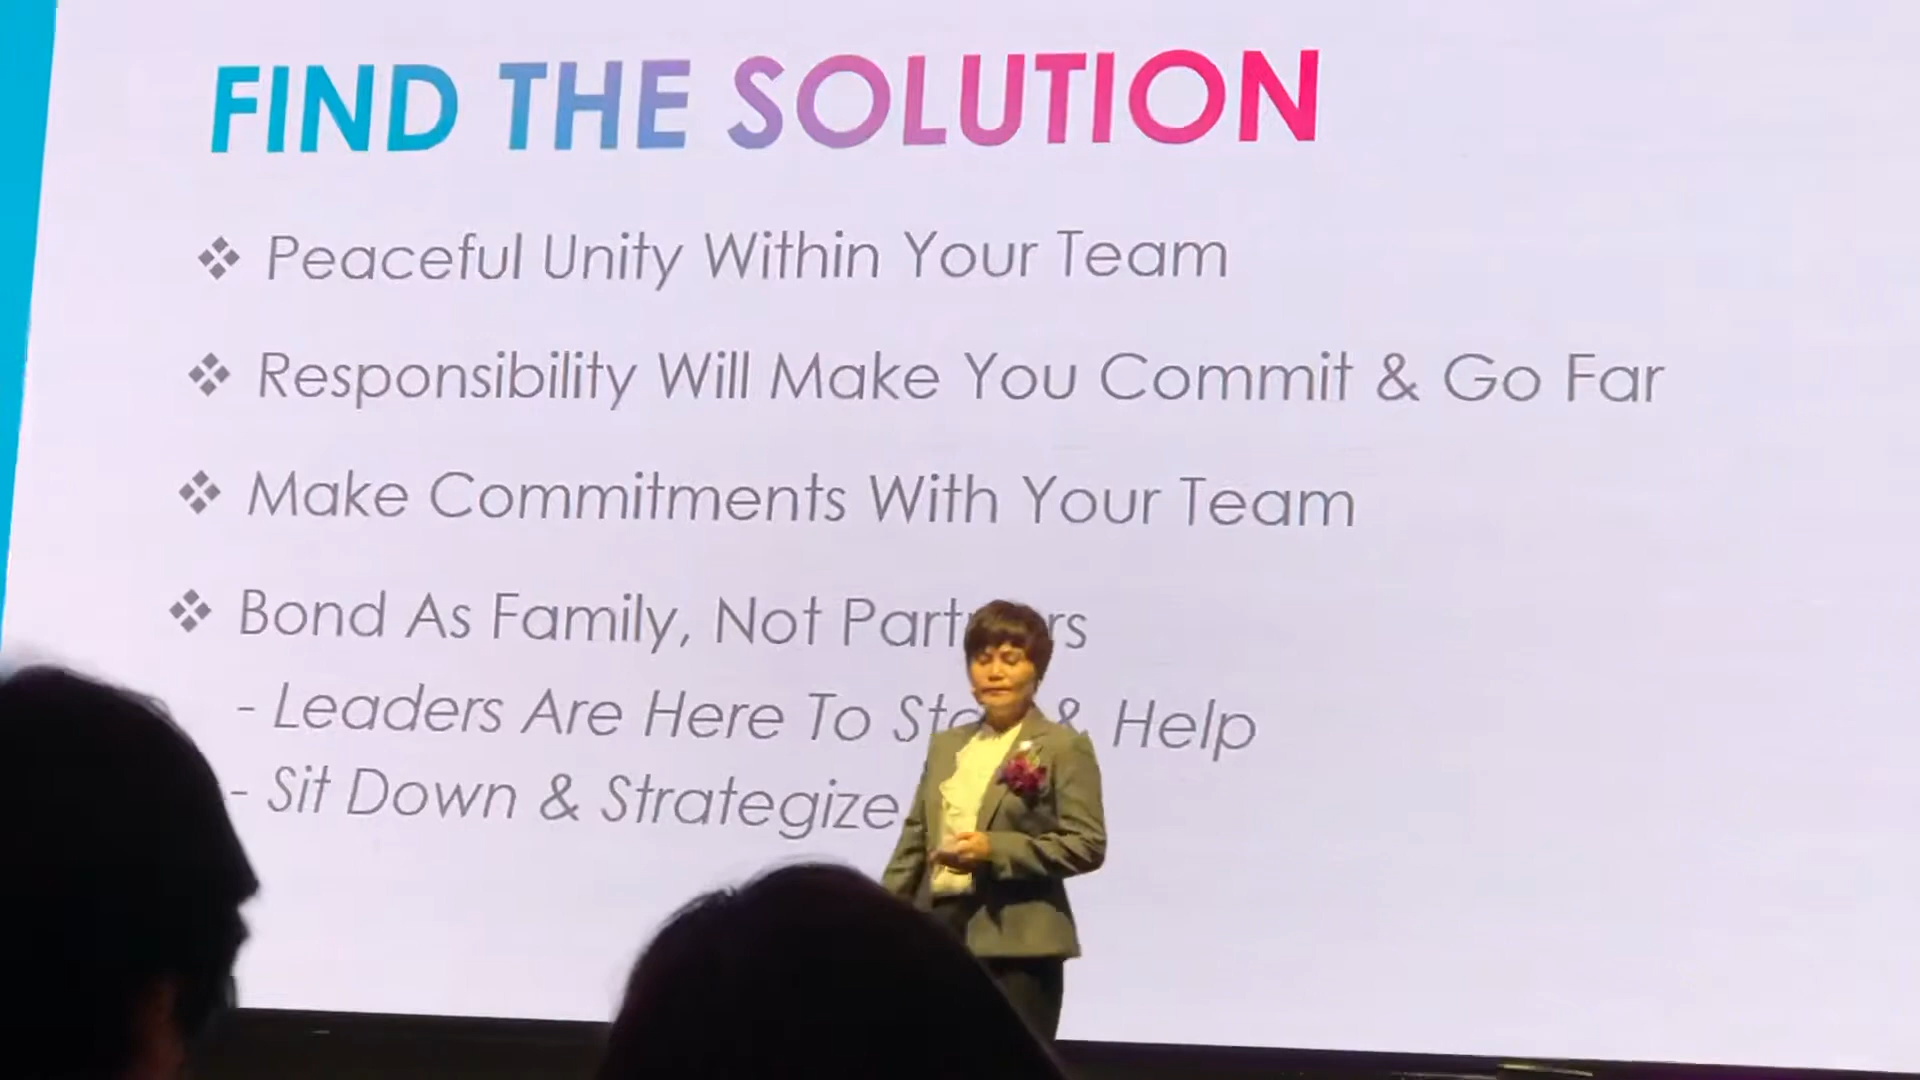 FIND THE SOLUTION
Peaceful Unity Within Your Team
Responsibility Will Make You Commit & Go Far
Make Commitments With Your Team
Bond As Family, Not
- Leaders Are Here To & Help
- Sit Down & Strategize